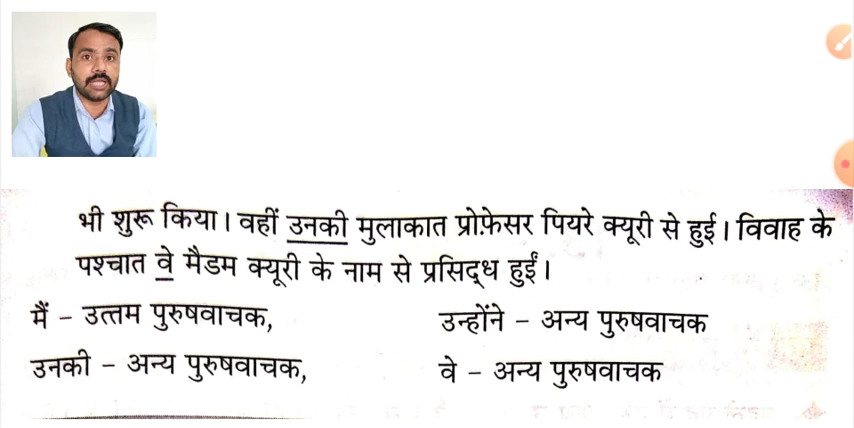 भी शुरू किया। वहीं उनकी मुलाकात प्रोफ़ेसर पियरे क्यूरी से हुई। विवाह के
पश्चात वे मैडम क्यूरी के नाम से प्रसिद्ध हुईं।
मैं – उत्तम पुरुषवाचक, उन्होंने – अन्य पुरुषवाचक
उनकी – अन्य पुरुषवाचक, वे – अन्य पुरुषवाचक